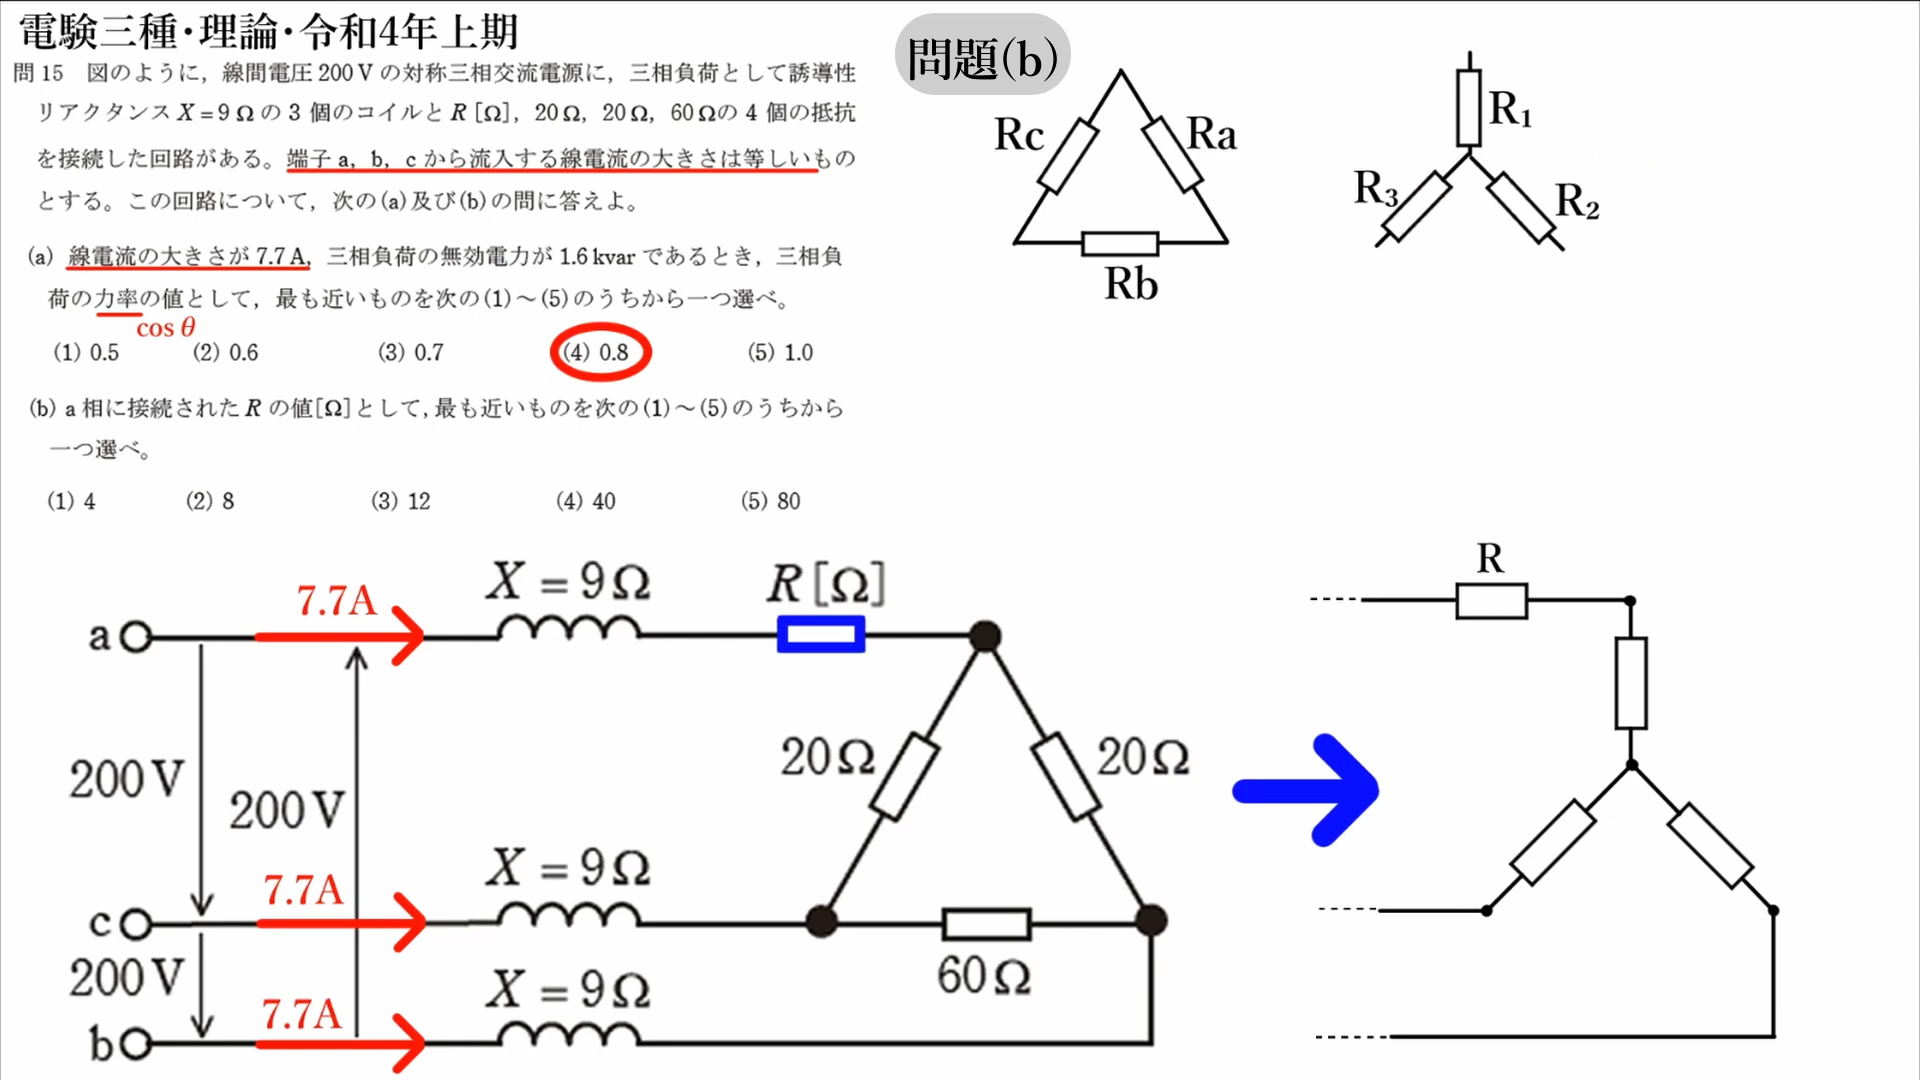 電験三種・理論・令和4年上期
問 15　図のように，線間電圧 200 V の対称三相交流電源に，三相負荷として誘導性
リアクタンス X = 9 Ω の 3 個のコイルと R [Ω]，20 Ω，20 Ω，60 Ωの 4 個の抵抗
を接続した回路がある。端子 a，b，c から流入する線電流の大きさは等しいもの
とする。この回路について，次の(a)及び(b)の問に答えよ。
(a) 線電流の大きさが 7.7 A，三相負荷の無効電力が 1.6 kvar であるとき，三相負
荷の力率の値として，最も近いものを次の(1)～(5)のうちから一つ選べ。
cos θ
(1) 0.5　(2) 0.6　(3) 0.7　(4) 0.8　(5) 1.0
(b) a 相に接続された R の値[Ω]として，最も近いものを次の(1)～(5)のうちから
一つ選べ。
(1) 4　(2) 8　(3) 12　(4) 40　(5) 80
問題(b)
Rc
Ra
Rb
R1
R3
R2
7.7A
X = 9 Ω
R [Ω]
a
200 V
200 V
20 Ω
20 Ω
7.7A
X = 9 Ω
c
200 V
60 Ω
7.7A
X = 9 Ω
b
R